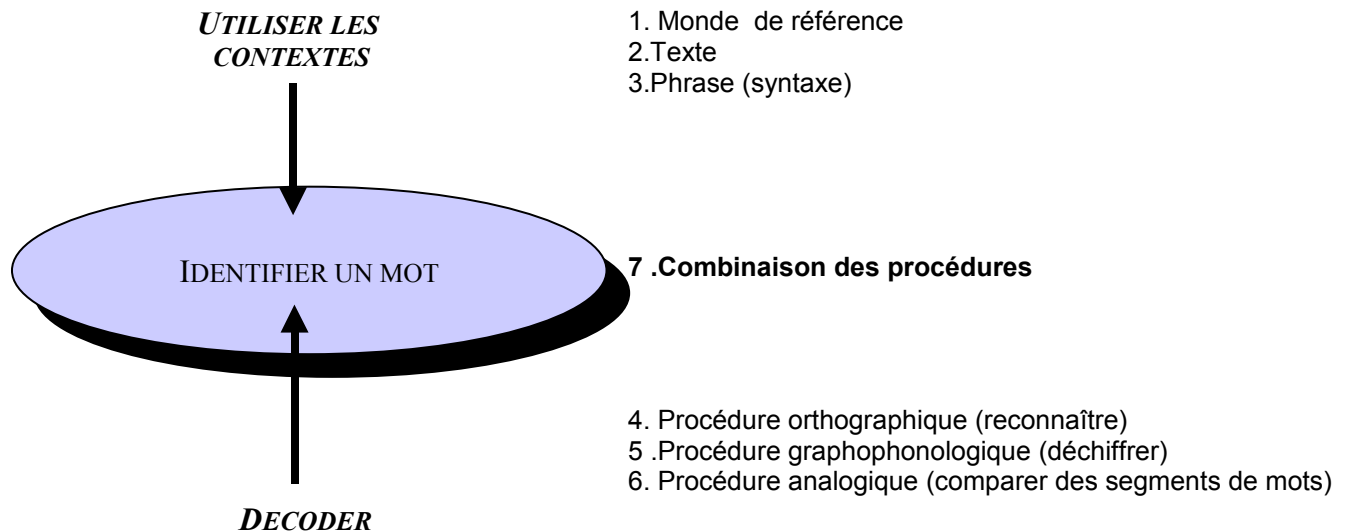 UTILISER LES
CONTEXTES
1. Monde de référence
2.Texte
3.Phrase (syntaxe)
IDENTIFIER UN MOT
7 .Combinaison des procédures
4. Procédure orthographique (reconnaître)
5 .Procédure graphophonologique (déchiffrer)
6. Procédure analogique (comparer des segments de mots)
DECODER